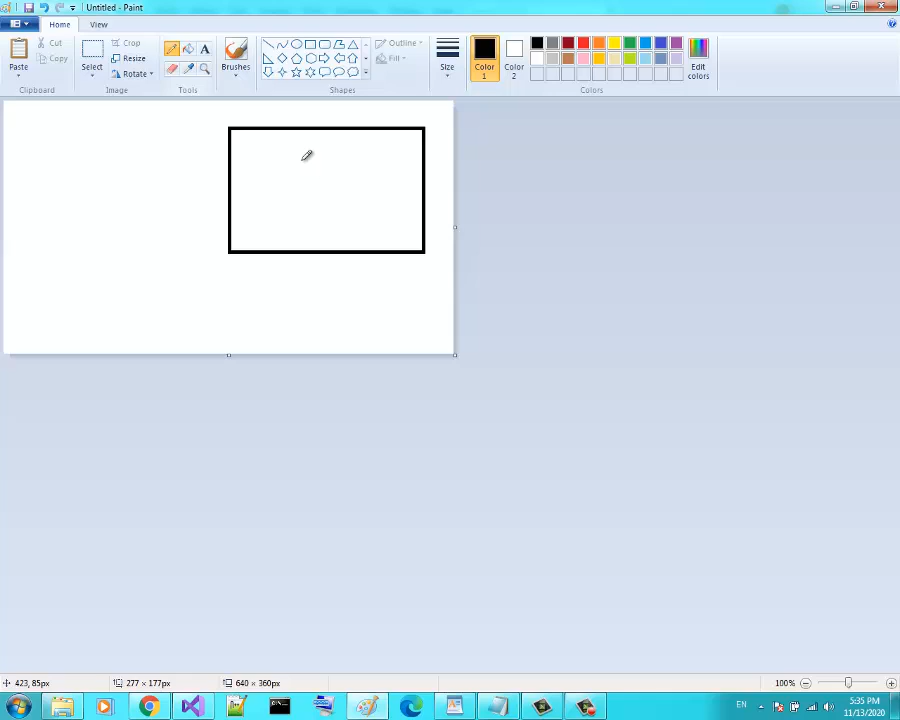 Untitled - Paint
Home View
Paste Cut Copy Select Crop Resize Rotate A Brushes Outline Fill Size Color 1 Color 2 Edit colors
Clipboard Image Tools Shapes Colors
423, 85px 277 × 177px 640 × 360px 100%
EN 5:35 PM
11/13/2020